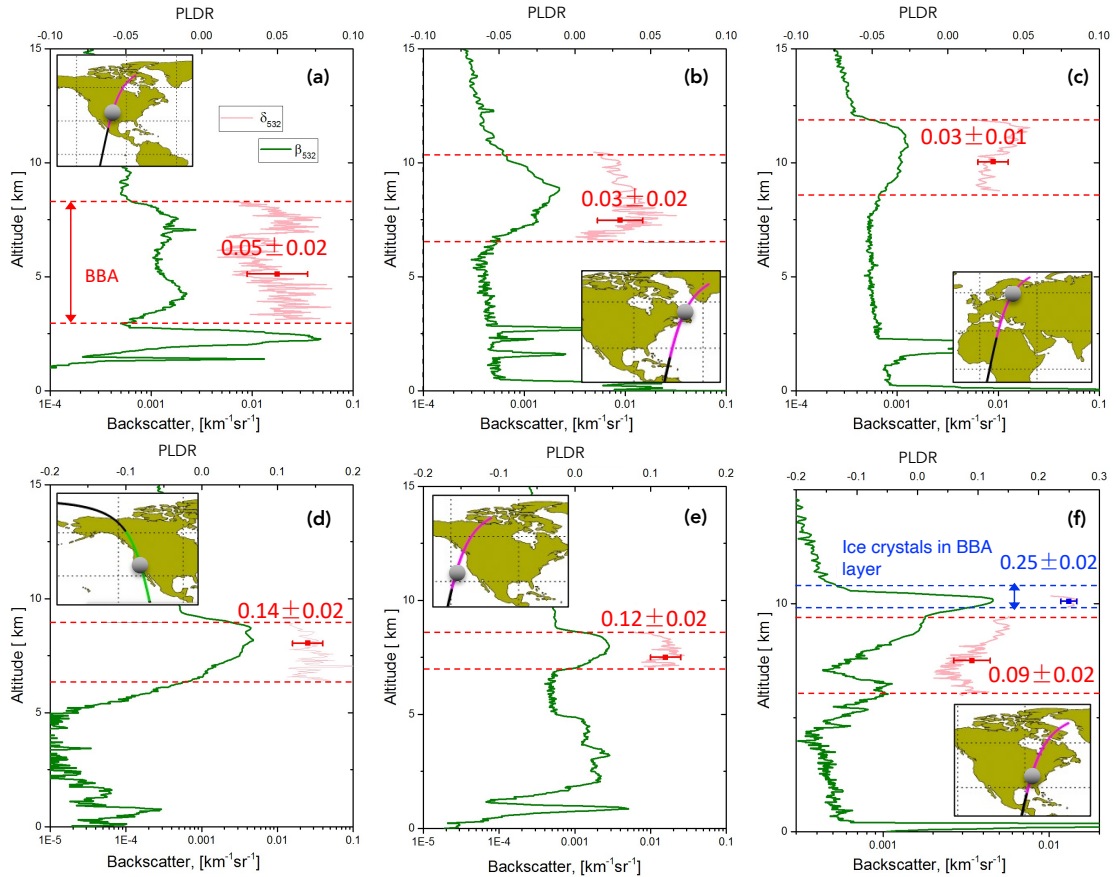 PLDR
-0.10 -0.05 0.00 0.05 0.10
15
10
5
0
Altitude [ km ]
(a)
δ532
β532
0.05±0.02
BBA
1E-4 0.001 0.01 0.1
Backscatter, [km-1sr-1]
PLDR
-0.10 -0.05 0.00 0.05 0.10
15
10
5
0
Altitude [ km ]
(b)
0.03±0.02
1E-4 0.001 0.01 0.1
Backscatter, [km-1sr-1]
PLDR
-0.10 -0.05 0.00 0.05 0.10
15
10
5
0
Altitude [ km ]
(c)
0.03±0.01
1E-4 0.001 0.01 0.1
Backscatter, [km-1sr-1]
PLDR
-0.2 -0.1 0.0 0.1 0.2
15
10
5
0
Altitude [ km ]
(d)
0.14±0.02
1E-5 1E-4 0.001 0.01 0.1
Backscatter, [km-1sr-1]
PLDR
-0.2 -0.1 0.0 0.1 0.2
15
10
5
0
Altitude [ km ]
(e)
0.12±0.02
1E-5 1E-4 0.001 0.01 0.1
Backscatter, [km-1sr-1]
PLDR
-0.3 -0.2 -0.1 0.0 0.1 0.2 0.3
15
10
5
0
Altitude [ km ]
(f)
Ice crystals in BBA
layer
0.25±0.02
0.09±0.02
0.001 0.01
Backscatter, [km-1sr-1]